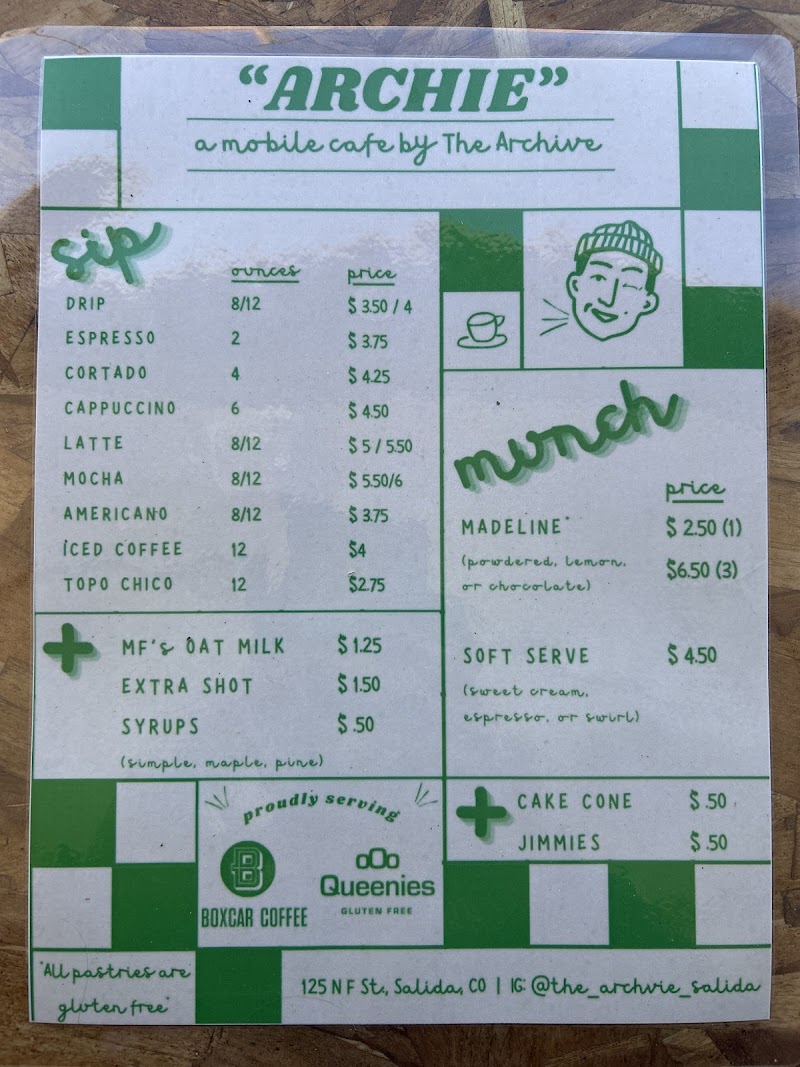 "ARCHIE"
a mobile cafe by The Archive
sip
ounces price
DRIP 8/12 $3.50 / 4
ESPRESSO 2 $3.75
CORTADO 4 $4.25
CAPPUCCINO 6 $4.50
LATTE 8/12 $5 / 5.50
MOCHA 8/12 $5.50/6
AMERICANO 8/12 $3.75
ICED COFFEE 12 $4
TOPO CHICO 12 $2.75
+ MF's OAT MILK $1.25
EXTRA SHOT $1.50
SYRUPS $.50
(simple, maple, pine)
munch
price
MADELINE* $2.50 (1)
(powdered, lemon, $6.50 (3)
or chocolate)
SOFT SERVE $4.50
(sweet cream,
espresso, or swirl)
+ CAKE CONE $.50
JIMMIES $.50
proudly serving
B
BOXCAR COFFEE
Queenies
GLUTEN FREE
*All pastries are
gluten free*
125 N F St., Salida, CO | IG: @the_archvie_salida